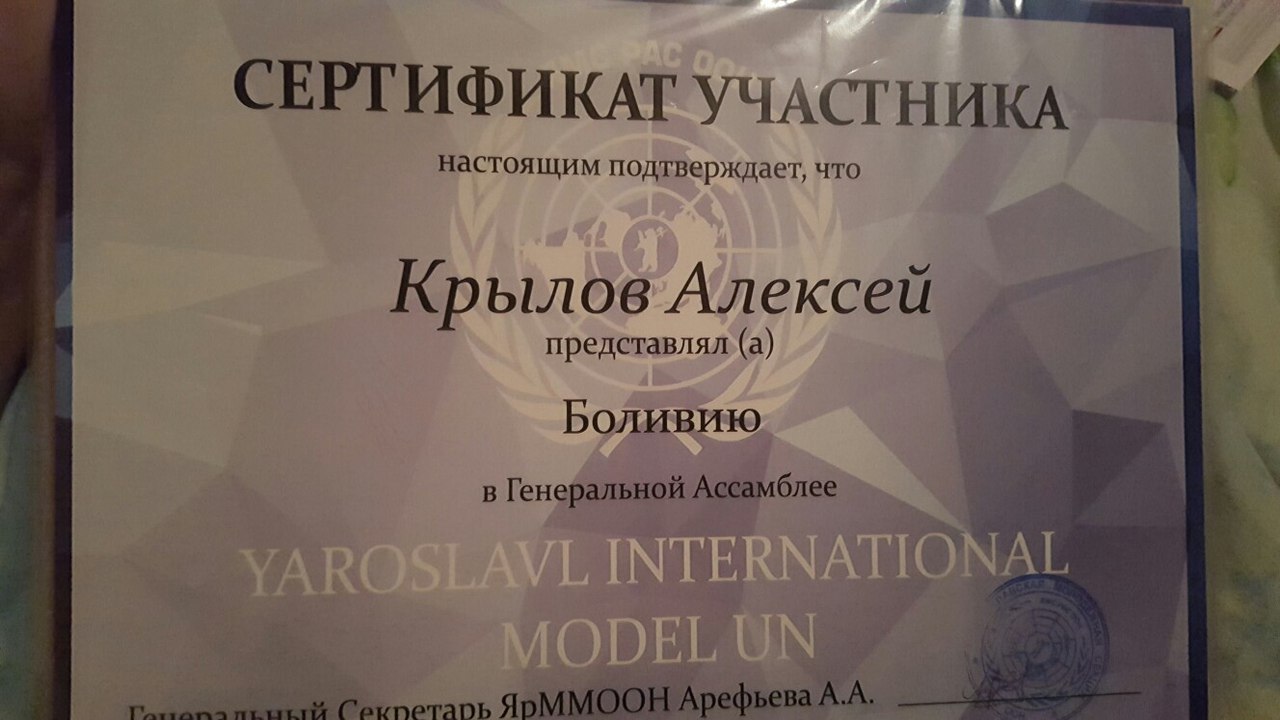 СЕРТИФИКАТ УЧАСТНИКА
настоящим подтверждает, что
Крылов Алексей
представлял (а)
Боливию
в Генеральной Ассамблее
YAROSLAVL INTERNATIONAL
MODEL UN
Генеральный Секретарь ЯрММООН Арефьева А.А.